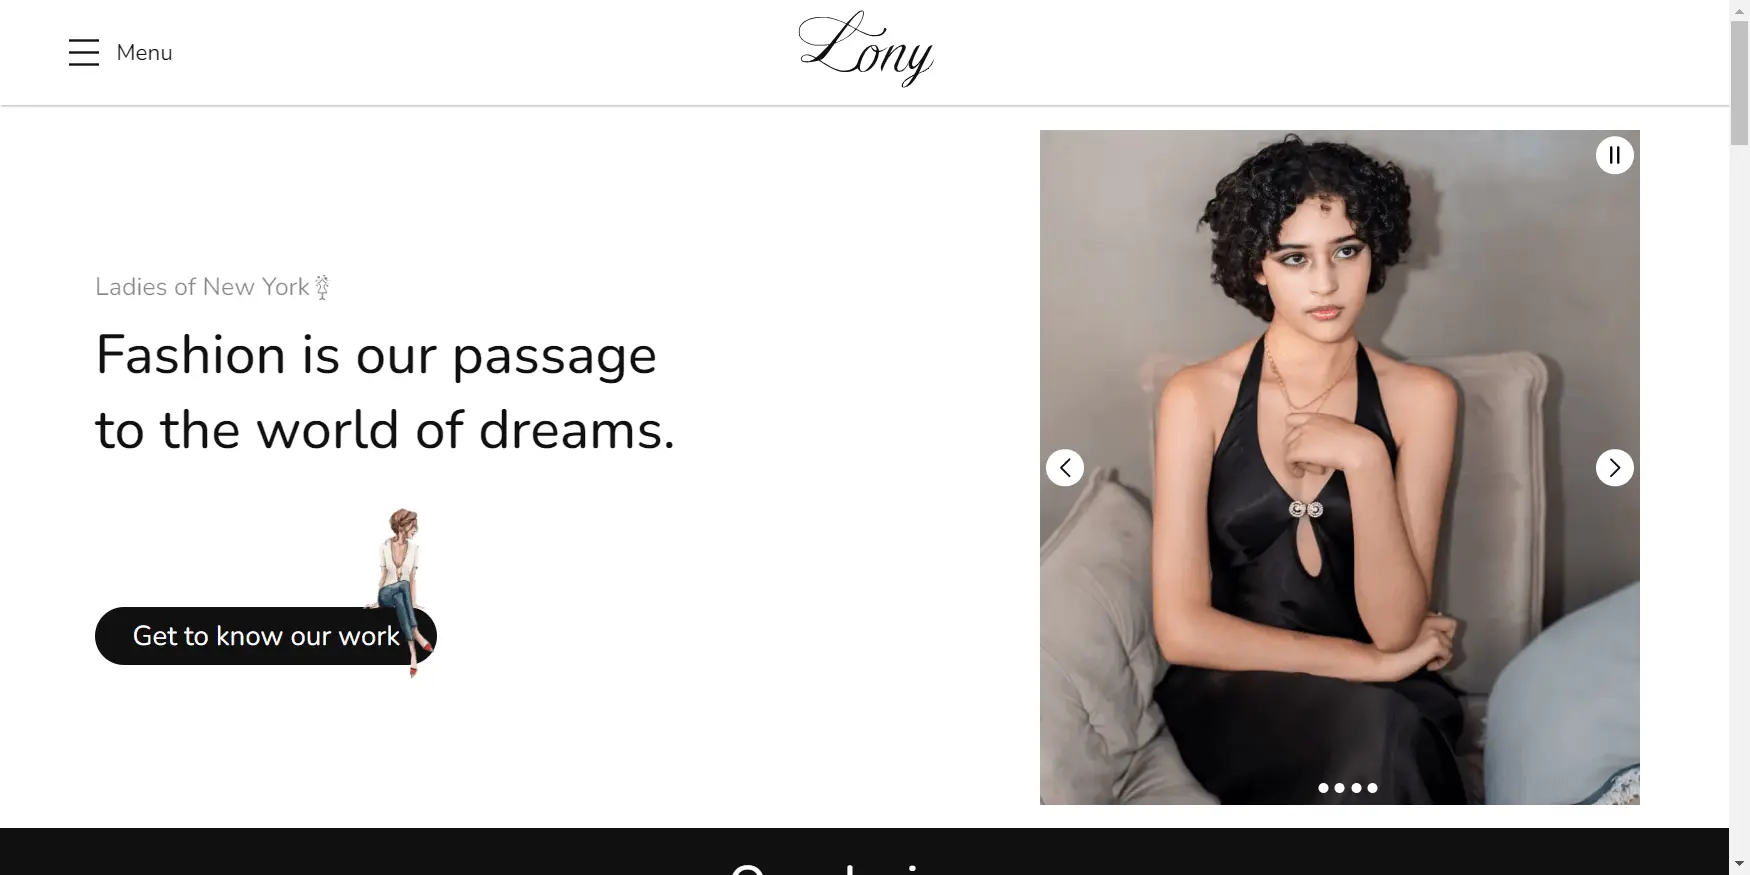 Menu
Lony
Ladies of New York
Fashion is our passage
to the world of dreams.
Get to know our work